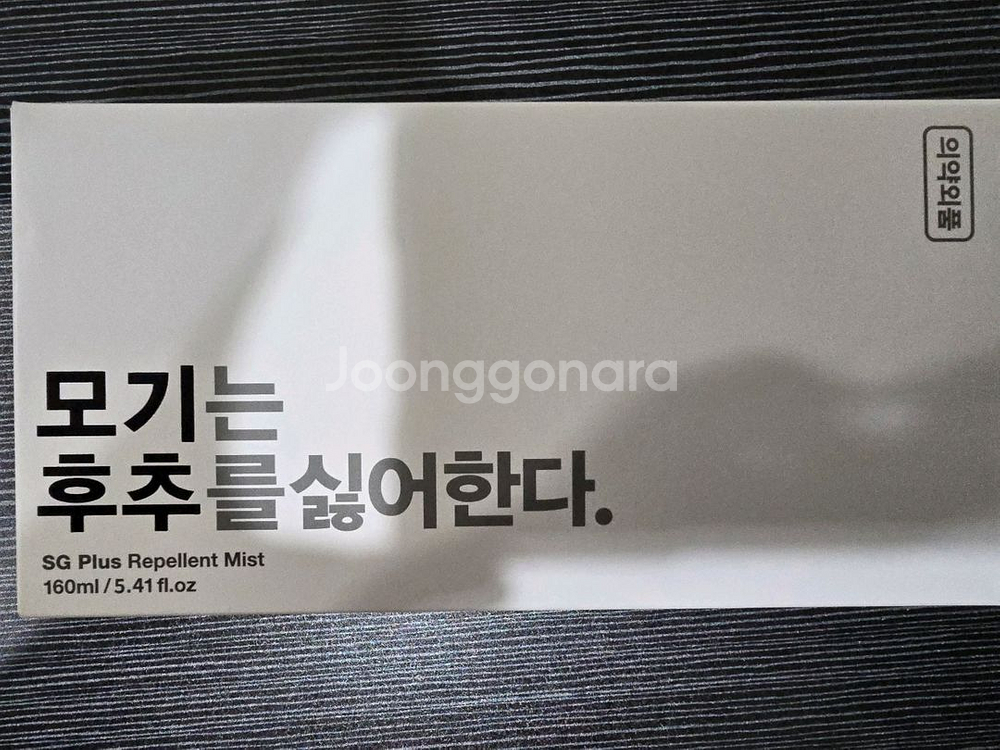 의약외품
Joonggonara
모기는
후추를싫어한다.
SG Plus Repellent Mist
160ml / 5.41 fl.oz